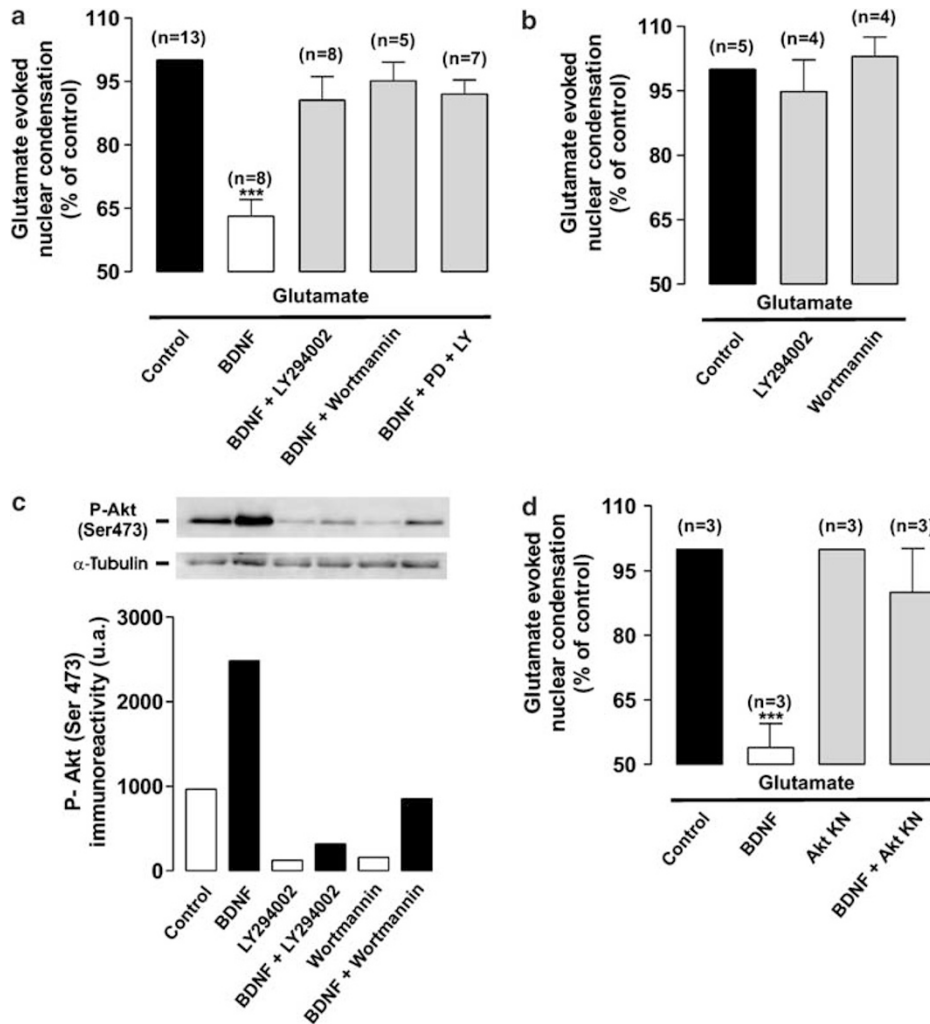 a
Glutamate evoked
nuclear condensation
(% of control)
110
95
80
65
50
(n=13)
(n=8)
***
(n=8)
(n=5)
(n=7)
Glutamate
Control
BDNF
BDNF + LY294002
BDNF + Wortmannin
BDNF + PD + LY
b
Glutamate evoked
nuclear condensation
(% of control)
110
95
80
65
50
(n=5)
(n=4)
(n=4)
Glutamate
Control
LY294002
Wortmannin
c
P-Akt
(Ser473)
α-Tubulin
P- Akt (Ser 473)
immunoreactivity (u.a.)
3000
2000
1000
0
Control
BDNF
LY294002
BDNF + LY294002
Wortmannin
BDNF + Wortmannin
d
Glutamate evoked
nuclear condensation
(% of control)
110
95
80
65
50
(n=3)
(n=3)
***
(n=3)
(n=3)
Glutamate
Control
BDNF
Akt KN
BDNF + Akt KN